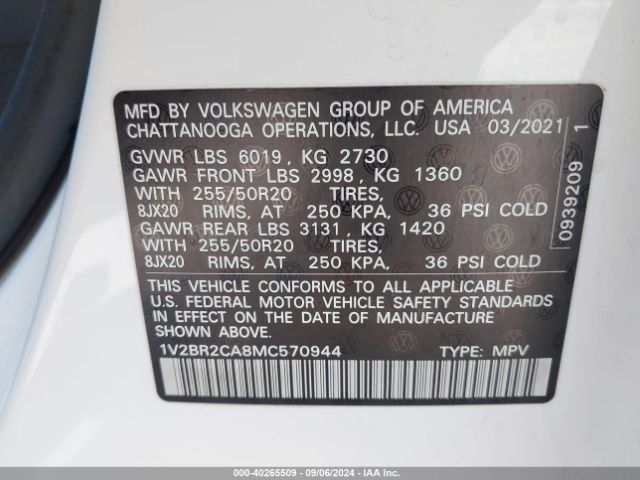 MFD BY VOLKSWAGEN GROUP OF AMERICA
CHATTANOOGA OPERATIONS, LLC. USA 03/2021
GVWR LBS 6019, KG 2730
GAWR FRONT LBS 2998, KG 1360
WITH 255/50R20 TIRES,
8JX20 RIMS, AT 250 KPA, 36 PSI COLD
GAWR REAR LBS 3131, KG 1420
WITH 255/50R20 TIRES,
8JX20 RIMS, AT 250 KPA, 36 PSI COLD
THIS VEHICLE CONFORMS TO ALL APPLICABLE
U.S. FEDERAL MOTOR VEHICLE SAFETY STANDARDS
IN EFFECT ON THE DATE OF MANUFACTURE
SHOWN ABOVE.
1V2BR2CA8MC570944 TYPE: MPV
0939209 1
000-40265509 - 09/06/2024 - IAA Inc.